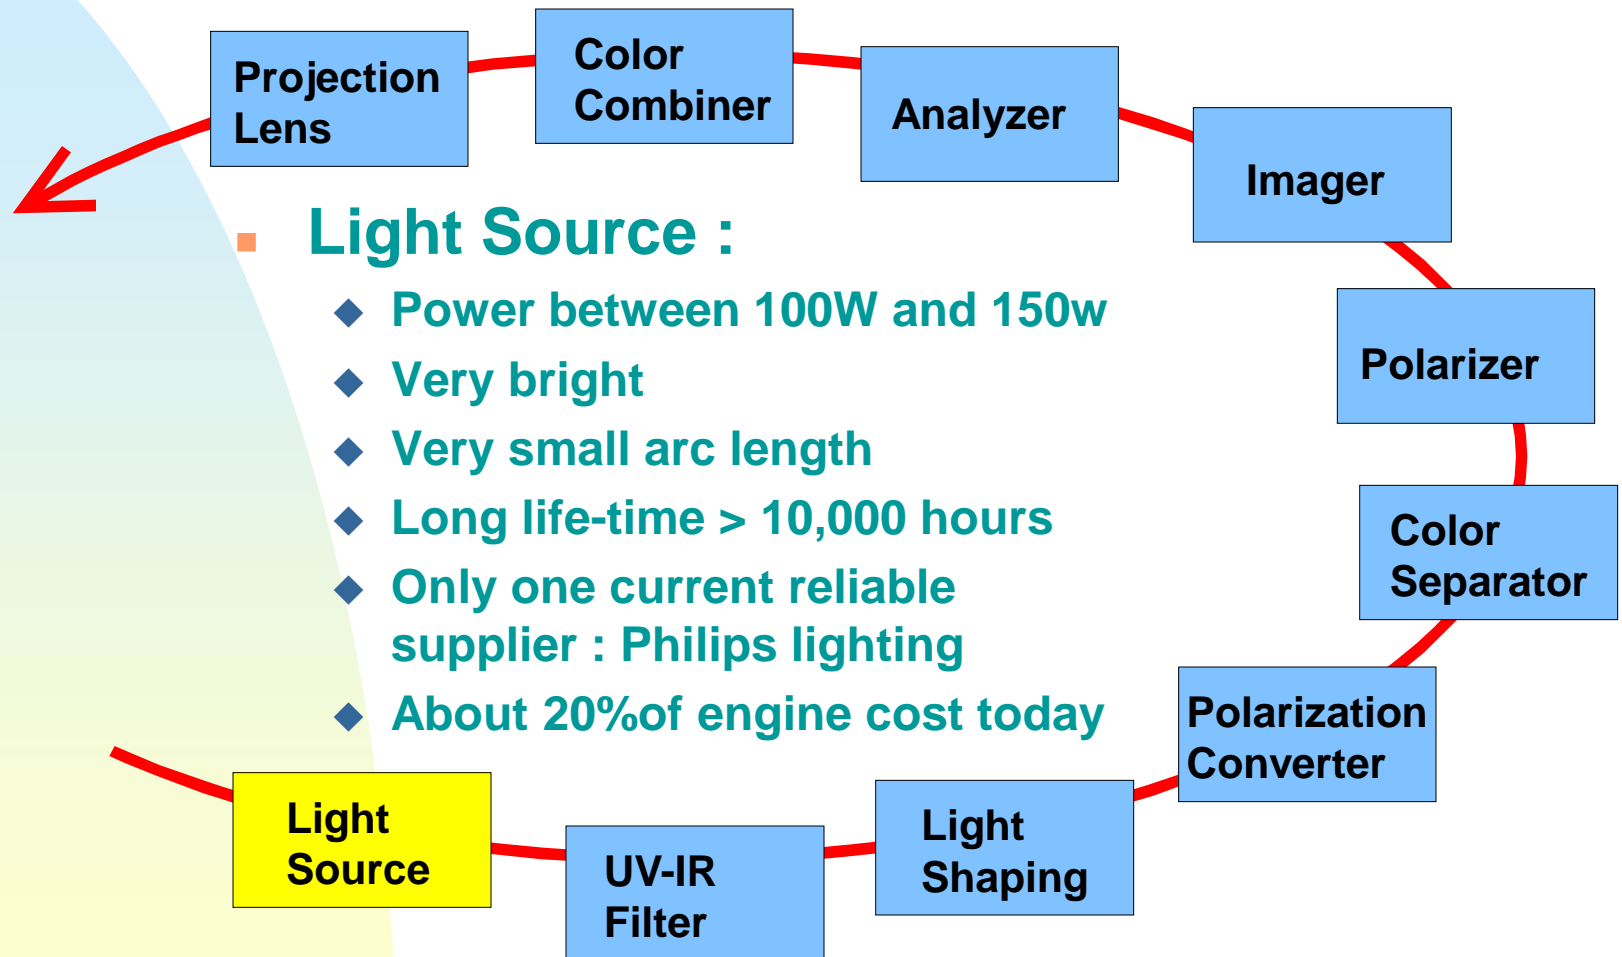 Projection
Lens
Color
Combiner
Analyzer
Imager
Light Source :
Power between 100W and 150w
Very bright
Very small arc length
Long life-time > 10,000 hours
Only one current reliable
supplier : Philips lighting
About 20%of engine cost today
Polarizer
Color
Separator
Polarization
Converter
Light
Shaping
UV-IR
Filter
Light
Source